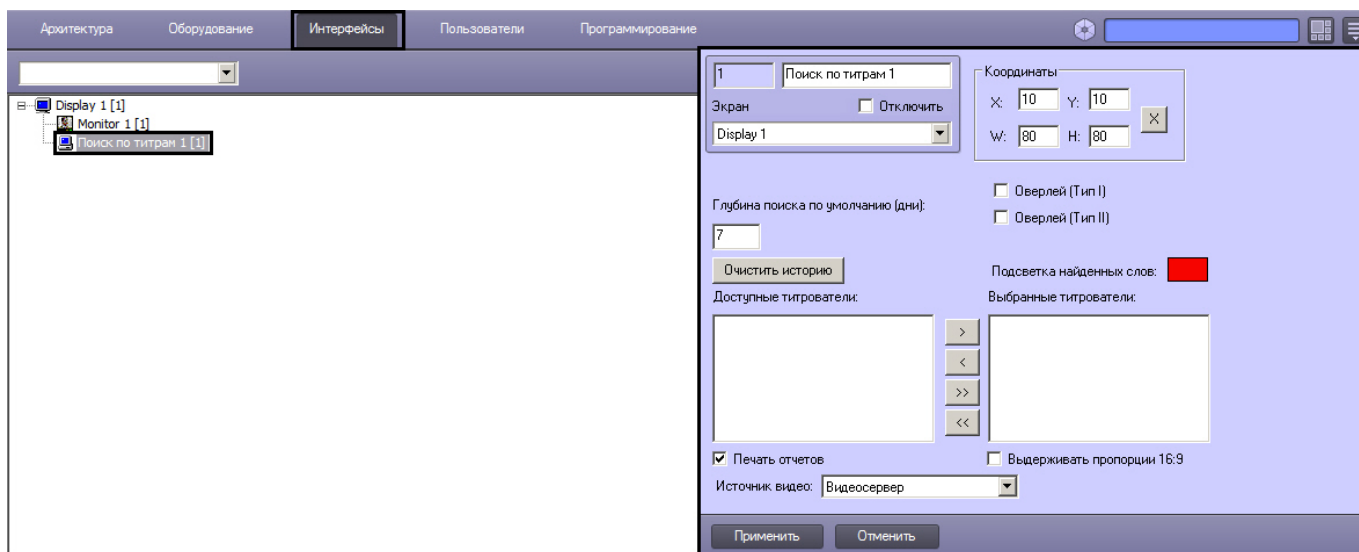 Архитектура Оборудование Интерфейсы Пользователи Программирование
Display 1 [1]
Monitor 1 [1]
Поиск по титрам 1 [1]
1 Поиск по титрам 1
Экран Отключить
Display 1
Координаты
X: 10 Y: 10
W: 80 H: 80
X
Глубина поиска по умолчанию (дни):
7
Оверлей (Тип I)
Оверлей (Тип II)
Очистить историю
Подсветка найденных слов:
Доступные титрователи:
Выбранные титрователи:
>
<
>>
<<
Печать отчетов
Выдерживать пропорции 16:9
Источник видео: Видеосервер
Применить Отменить